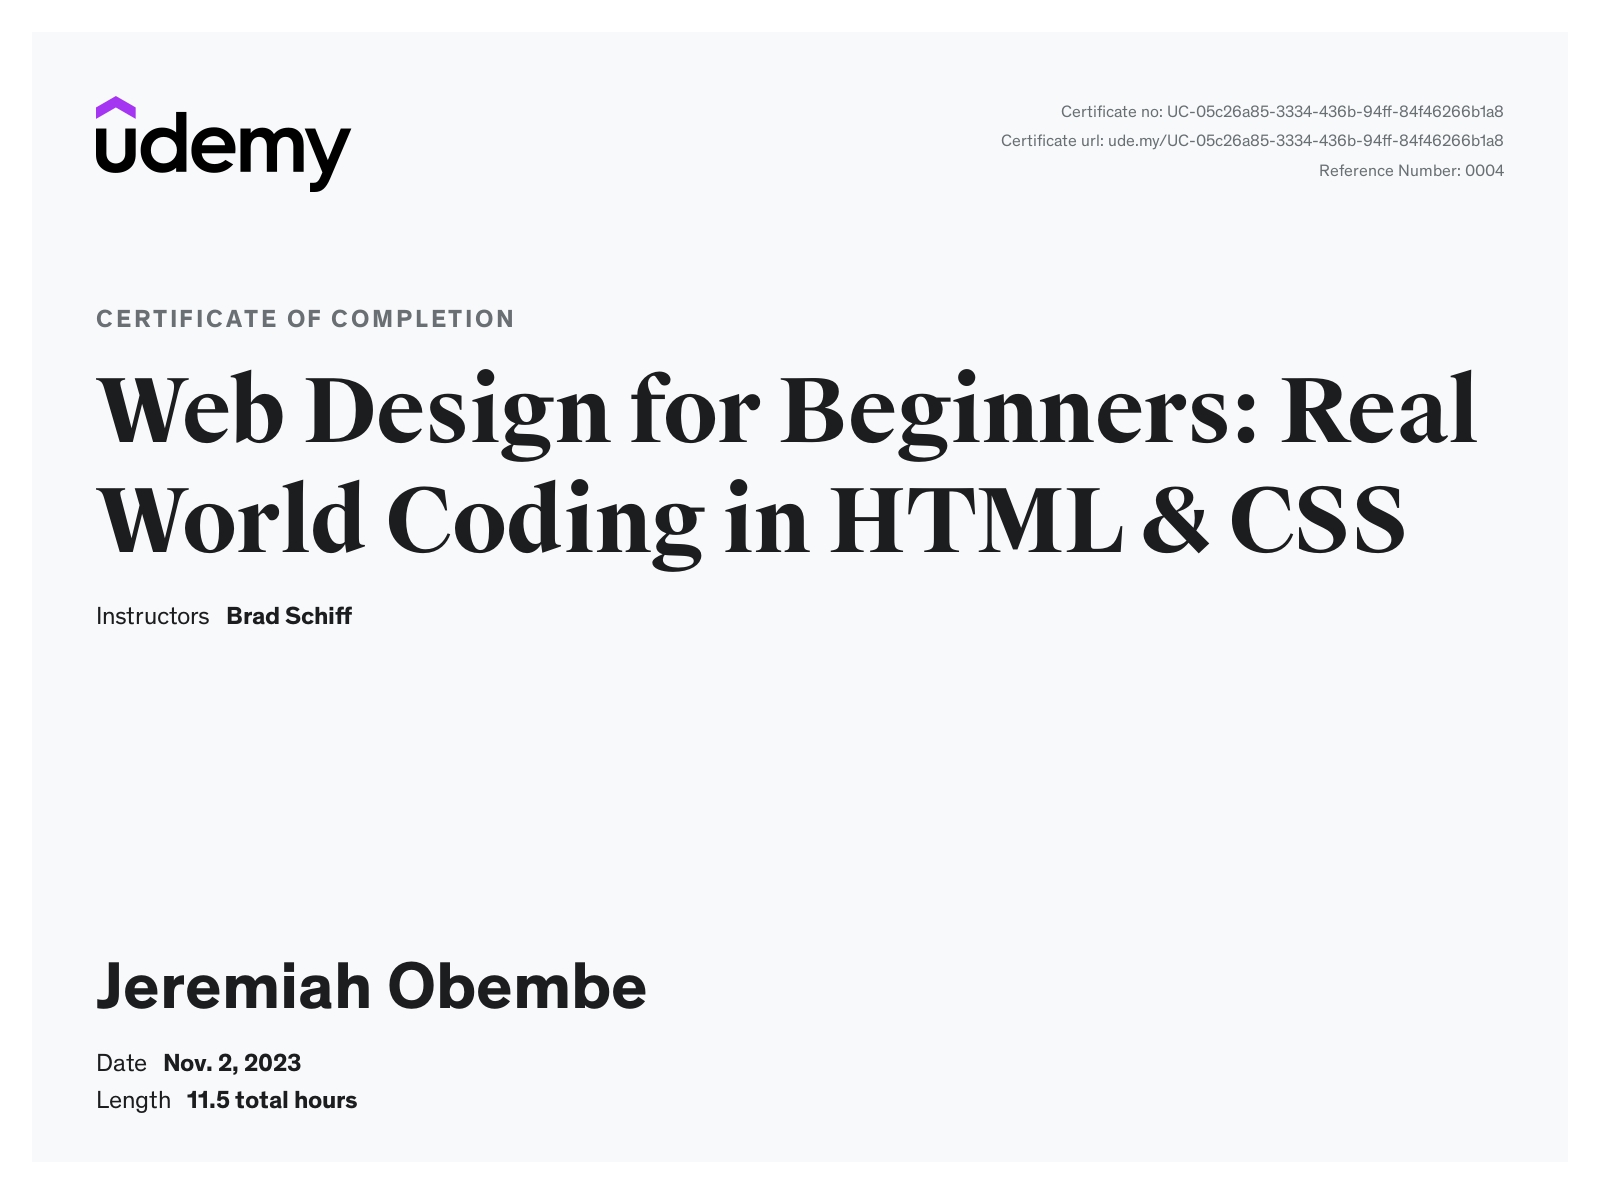 udemy
Certificate no: UC-05c26a85-3334-436b-94ff-84f46266b1a8
Certificate url: ude.my/UC-05c26a85-3334-436b-94ff-84f46266b1a8
Reference Number: 0004
CERTIFICATE OF COMPLETION
Web Design for Beginners: Real
World Coding in HTML & CSS
Instructors Brad Schiff
Jeremiah Obembe
Date Nov. 2, 2023
Length 11.5 total hours